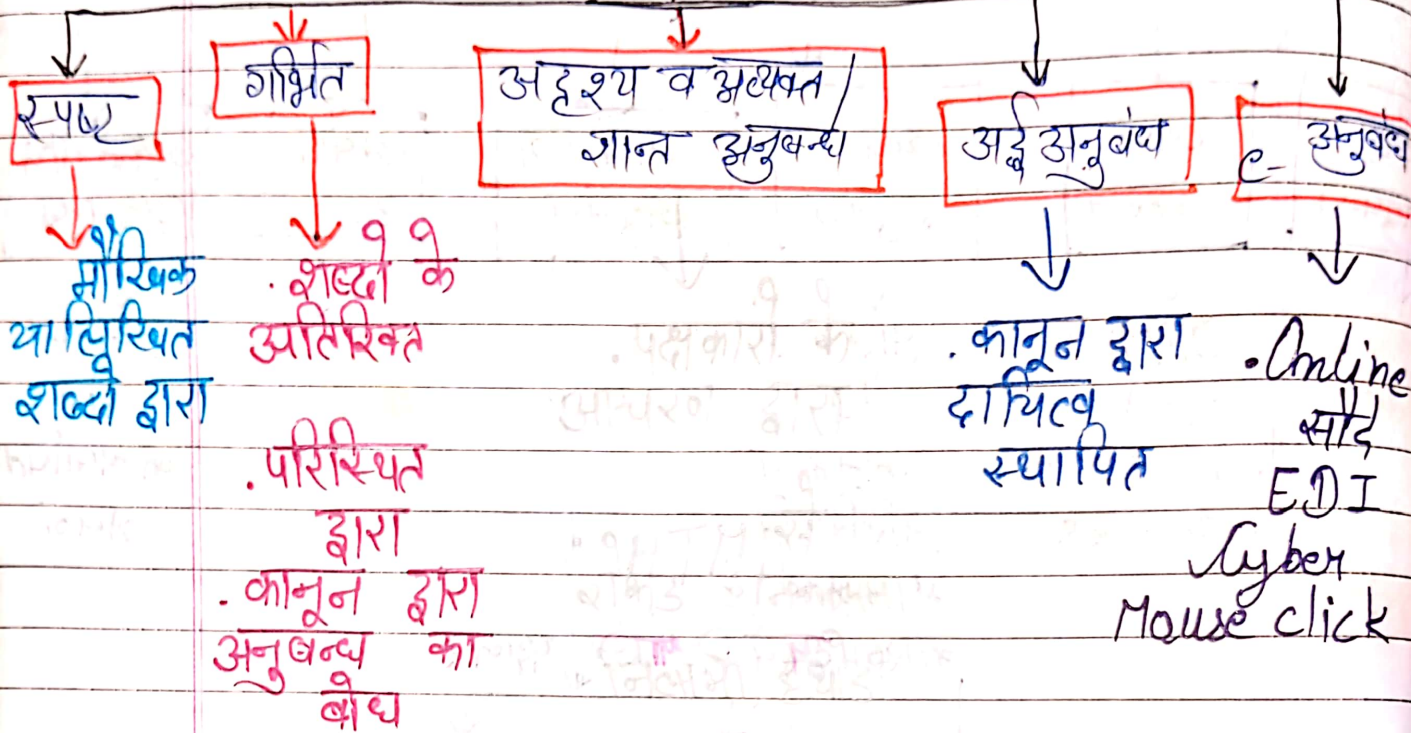 स्पष्ट
गर्भित
अदृश्य व अव्यक्त /
शान्त अनुबन्ध
अर्द्ध अनुबंध
e- अनुबंध
मौखिक
या लिखित
शब्दों द्वारा
. शब्दों के
अतिरिक्त
. परिस्थित
द्वारा
. कानून द्वारा
अनुबन्ध का
बोध
. कानून द्वारा
दायित्व
स्थापित
. Online
सौदे
EDI
Cyber
Mouse click